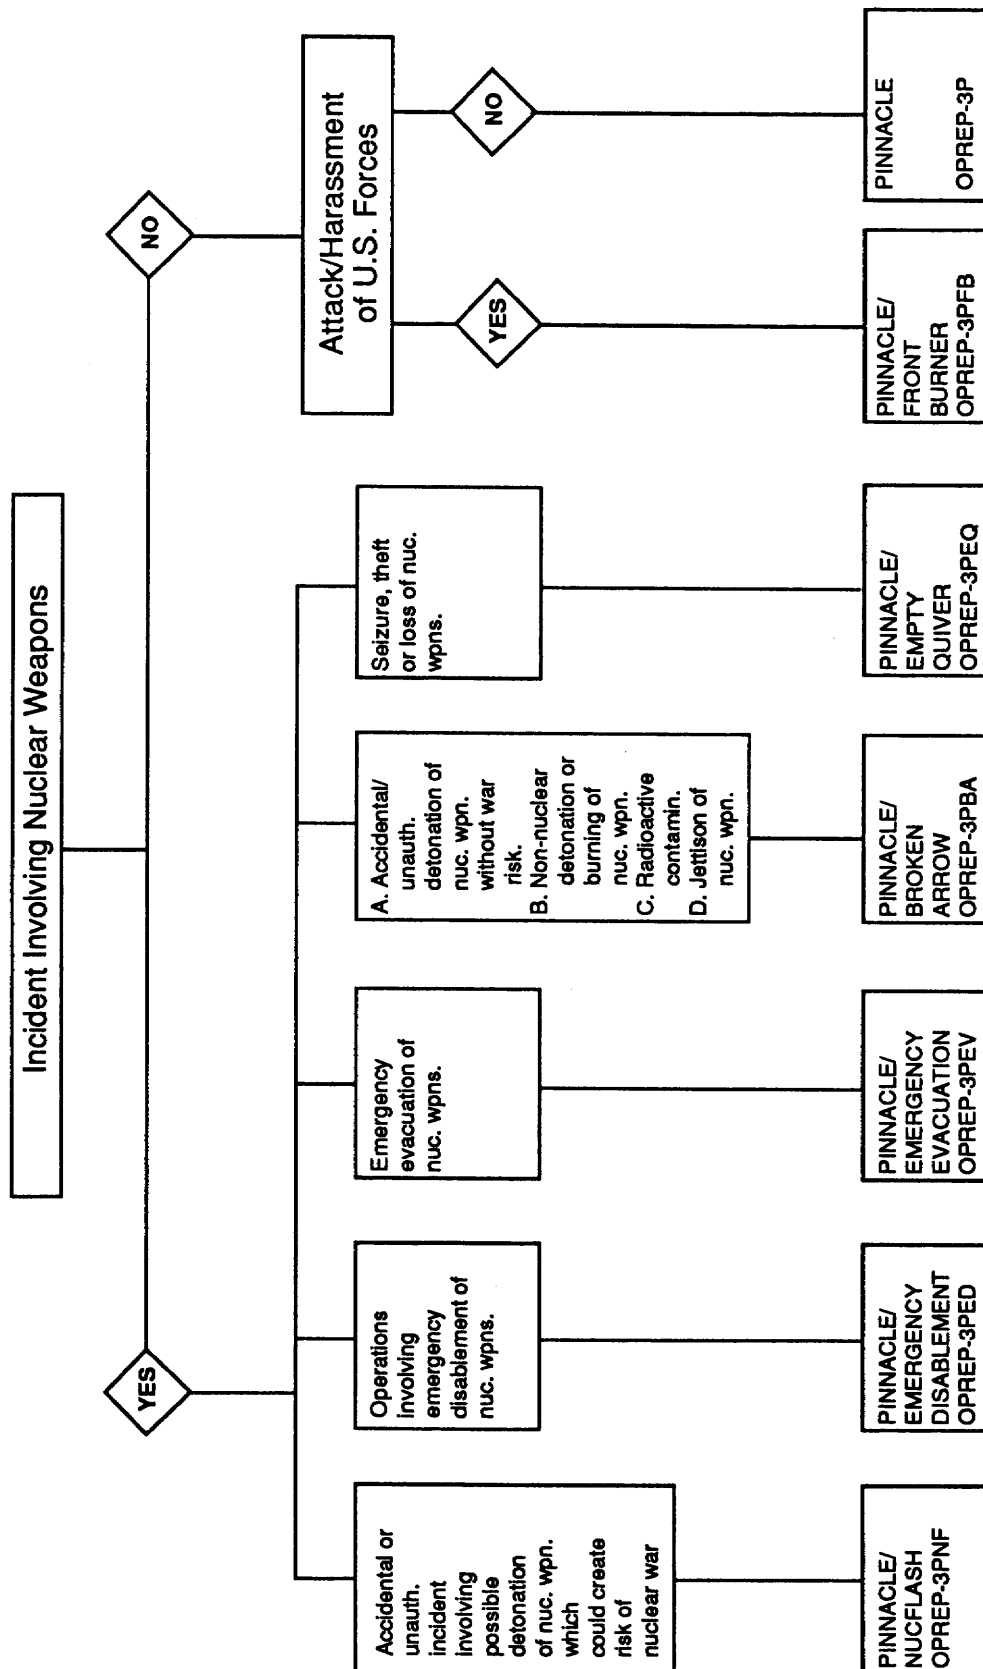 Incident Involving Nuclear Weapons
YES
NO
Attack/Harassment
of U.S. Forces
YES
NO
Accidental or
unauth.
incident
involving
possible
detonation
of nuc. wpn.
which
could create
risk of
nuclear war
Operations
involving
emergency
disablement of
nuc. wpns.
Emergency
evacuation of
nuc. wpns.
A. Accidental/
unauth.
detonation of
nuc. wpn.
without war
risk.
B. Non-nuclear
detonation or
burning of
nuc. wpn.
C. Radioactive
contamin.
D. Jettison of
nuc. wpn.
Seizure, theft
or loss of nuc.
wpns.
PINNACLE/
NUCFLASH
OPREP-3PNF
PINNACLE/
EMERGENCY
DISABLEMENT
OPREP-3PED
PINNACLE/
EMERGENCY
EVACUATION
OPREP-3PEV
PINNACLE/
BROKEN
ARROW
OPREP-3PBA
PINNACLE/
EMPTY
QUIVER
OPREP-3PEQ
PINNACLE/
FRONT
BURNER
OPREP-3PFB
PINNACLE
OPREP-3P